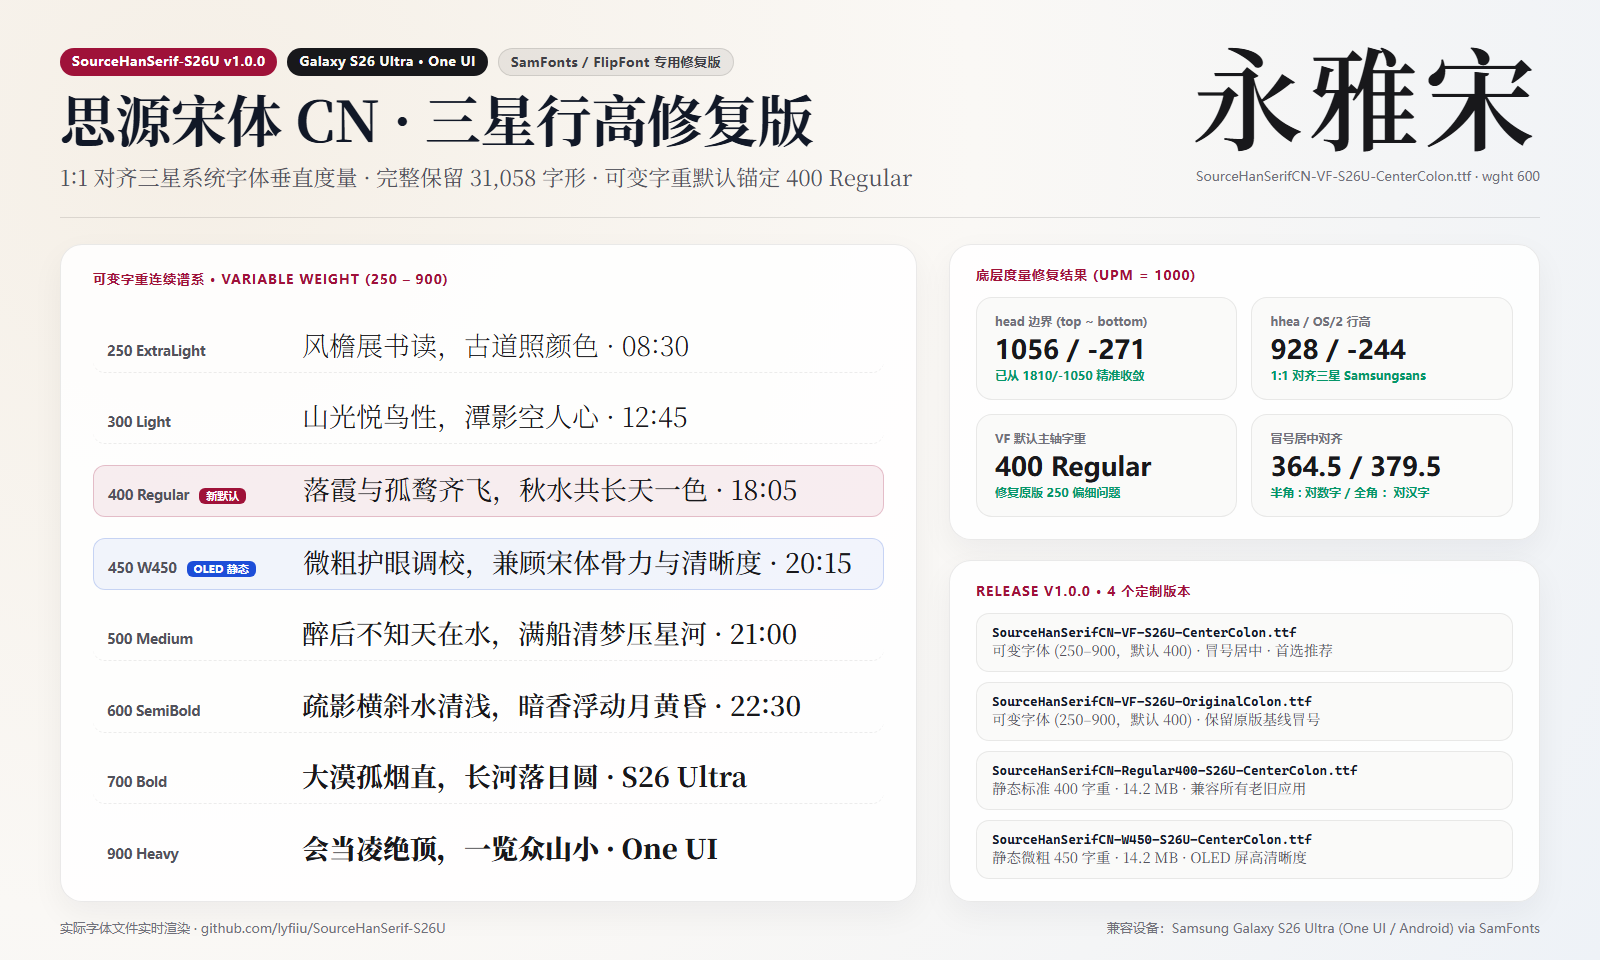 SourceHanSerif-S26U v1.0.0
Galaxy S26 Ultra • One UI
SamFonts / FlipFont 专用修复版
思源宋体 CN · 三星行高修复版
1:1 对齐三星系统字体垂直度量 · 完整保留 31,058 字形 · 可变字重默认锚定 400 Regular
永雅宋
SourceHanSerifCN-VF-S26U-CenterColon.ttf · wght 600
可变字重连续谱系 • VARIABLE WEIGHT (250 – 900)
250 ExtraLight
风檐展书读，古道照颜色 · 08:30
300 Light
山光悦鸟性，潭影空人心 · 12:45
400 Regular 新默认
落霞与孤鹜齐飞，秋水共长天一色 · 18:05
450 W450 OLED 静态
微粗护眼调校，兼顾宋体骨力与清晰度 · 20:15
500 Medium
醉后不知天在水，满船清梦压星河 · 21:00
600 SemiBold
疏影横斜水清浅，暗香浮动月黄昏 · 22:30
700 Bold
大漠孤烟直，长河落日圆 · S26 Ultra
900 Heavy
会当凌绝顶，一览众山小 · One UI
底层度量修复结果 (UPM = 1000)
head 边界 (top ~ bottom)
1056 / -271
已从 1810/-1050 精准收敛
hhea / OS/2 行高
928 / -244
1:1 对齐三星 Samsungsans
VF 默认主轴字重
400 Regular
修复原版 250 偏细问题
冒号居中对齐
364.5 / 379.5
半角 : 对数字 / 全角： 对汉字
RELEASE V1.0.0 • 4 个定制版本
SourceHanSerifCN-VF-S26U-CenterColon.ttf
可变字体 (250–900，默认 400) · 冒号居中 · 首选推荐
SourceHanSerifCN-VF-S26U-OriginalColon.ttf
可变字体 (250–900，默认 400) · 保留原版基线冒号
SourceHanSerifCN-Regular400-S26U-CenterColon.ttf
静态标准 400 字重 · 14.2 MB · 兼容所有老旧应用
SourceHanSerifCN-W450-S26U-CenterColon.ttf
静态微粗 450 字重 · 14.2 MB · OLED 屏高清晰度
实际字体文件实时渲染 · github.com/lyfiiu/SourceHanSerif-S26U
兼容设备：Samsung Galaxy S26 Ultra (One UI / Android) via SamFonts